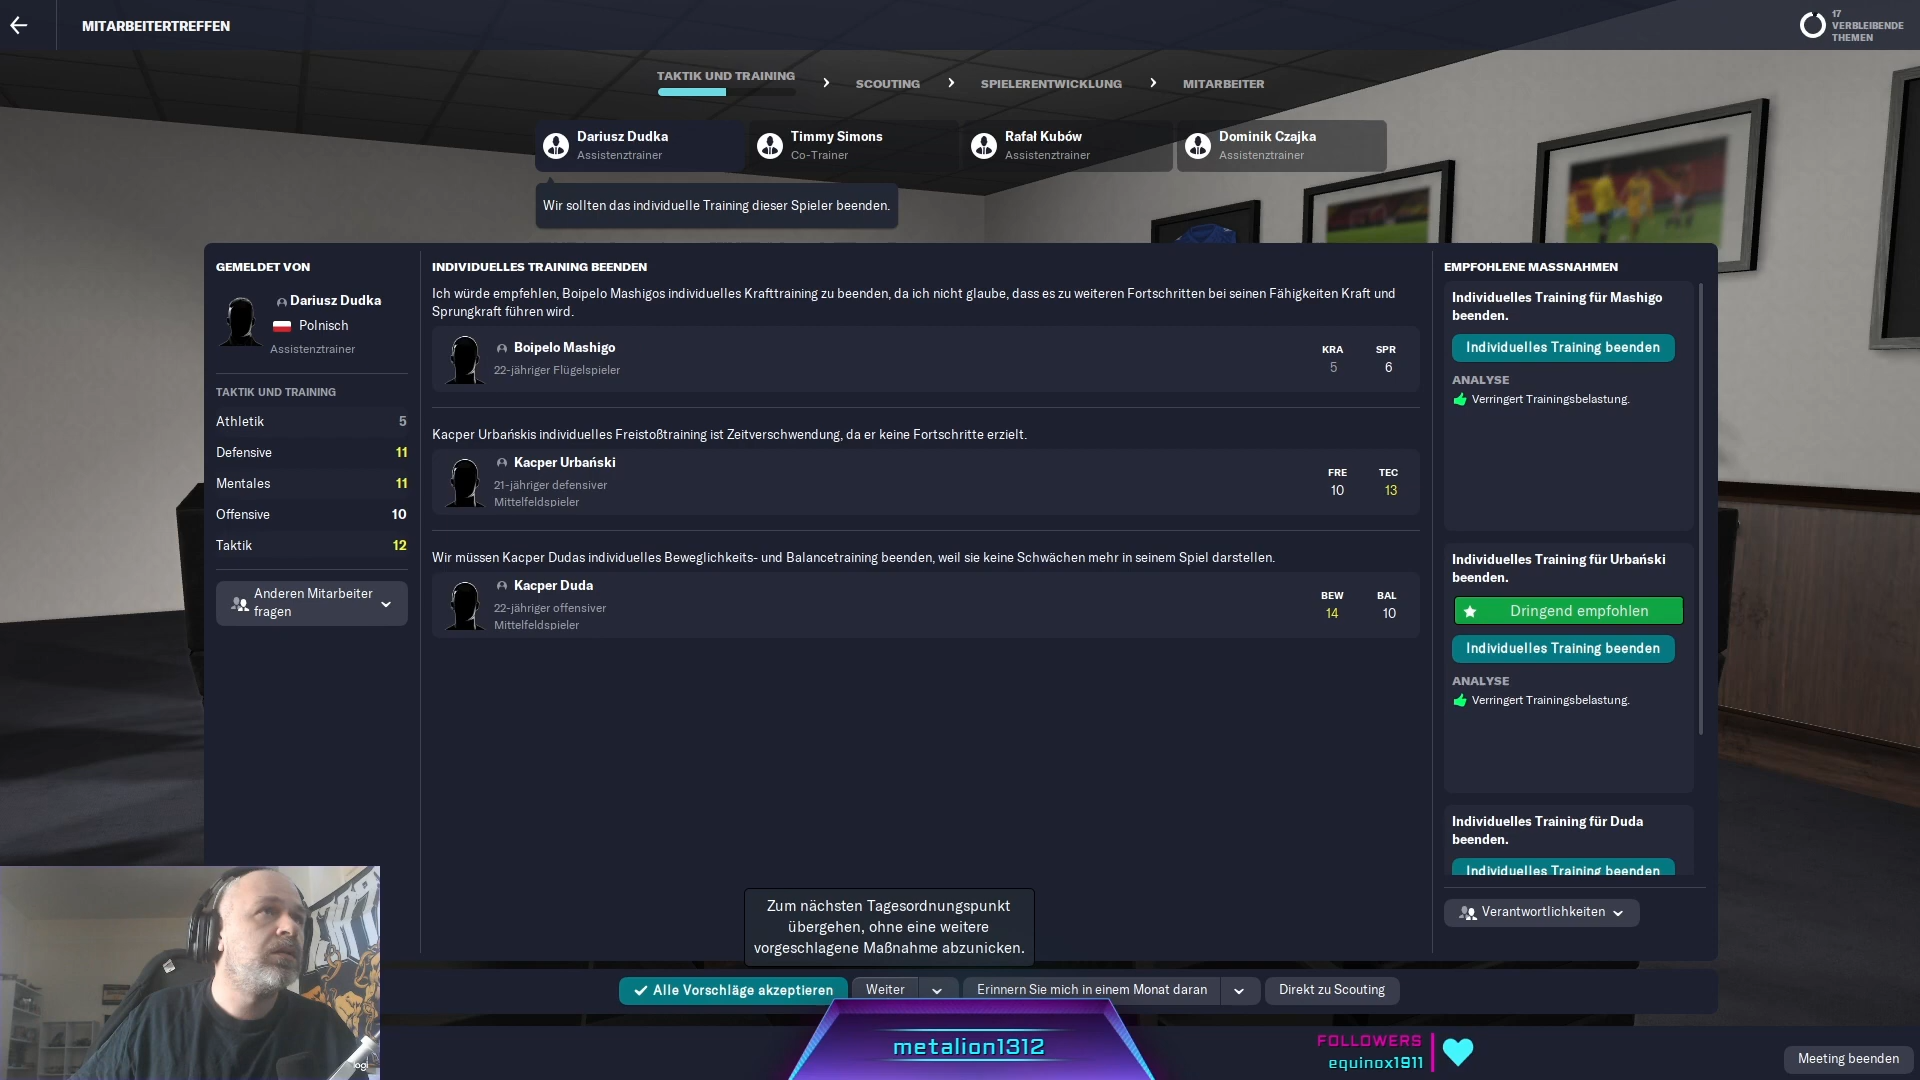 MITARBEITERTREFFEN
17
VERBLEIBENDE
THEMEN
TAKTIK UND TRAINING
SCOUTING
SPIELERENTWICKLUNG
MITARBEITER
Dariusz Dudka
Assistenztrainer
Timmy Simons
Co-Trainer
Rafał Kubów
Assistenztrainer
Dominik Czajka
Assistenztrainer
Wir sollten das individuelle Training dieser Spieler beenden.
GEMELDET VON
Dariusz Dudka
Polnisch
Assistenztrainer
TAKTIK UND TRAINING
Athletik 5
Defensive 11
Mentales 11
Offensive 10
Taktik 12
Anderen Mitarbeiter
fragen
INDIVIDUELLES TRAINING BEENDEN
Ich würde empfehlen, Boipelo Mashigos individuelles Krafttraining zu beenden, da ich nicht glaube, dass es zu weiteren Fortschritten bei seinen Fähigkeiten Kraft und
Sprungkraft führen wird.
Boipelo Mashigo
22-jähriger Flügelspieler
KRA SPR
5 6
Kacper Urbańskis individuelles Freistoßtraining ist Zeitverschwendung, da er keine Fortschritte erzielt.
Kacper Urbański
21-jähriger defensiver
Mittelfeldspieler
FRE TEC
10 13
Wir müssen Kacper Dudas individuelles Beweglichkeits- und Balancetraining beenden, weil sie keine Schwächen mehr in seinem Spiel darstellen.
Kacper Duda
22-jähriger offensiver
Mittelfeldspieler
BEW BAL
14 10
EMPFOHLENE MASSNAHMEN
Individuelles Training für Mashigo
beenden.
Individuelles Training beenden
ANALYSE
Verringert Trainingsbelastung.
Individuelles Training für Urbański
beenden.
Dringend empfohlen
Individuelles Training beenden
ANALYSE
Verringert Trainingsbelastung.
Individuelles Training für Duda
beenden.
Individuelles Training beenden
Verantwortlichkeiten
Zum nächsten Tagesordnungspunkt
übergehen, ohne eine weitere
vorgeschlagene Maßnahme abzunicken.
Alle Vorschläge akzeptieren
Weiter
Erinnern Sie mich in einem Monat daran
Direkt zu Scouting
metalion1312
FOLLOWERS
equinox1911
Meeting beenden
logi